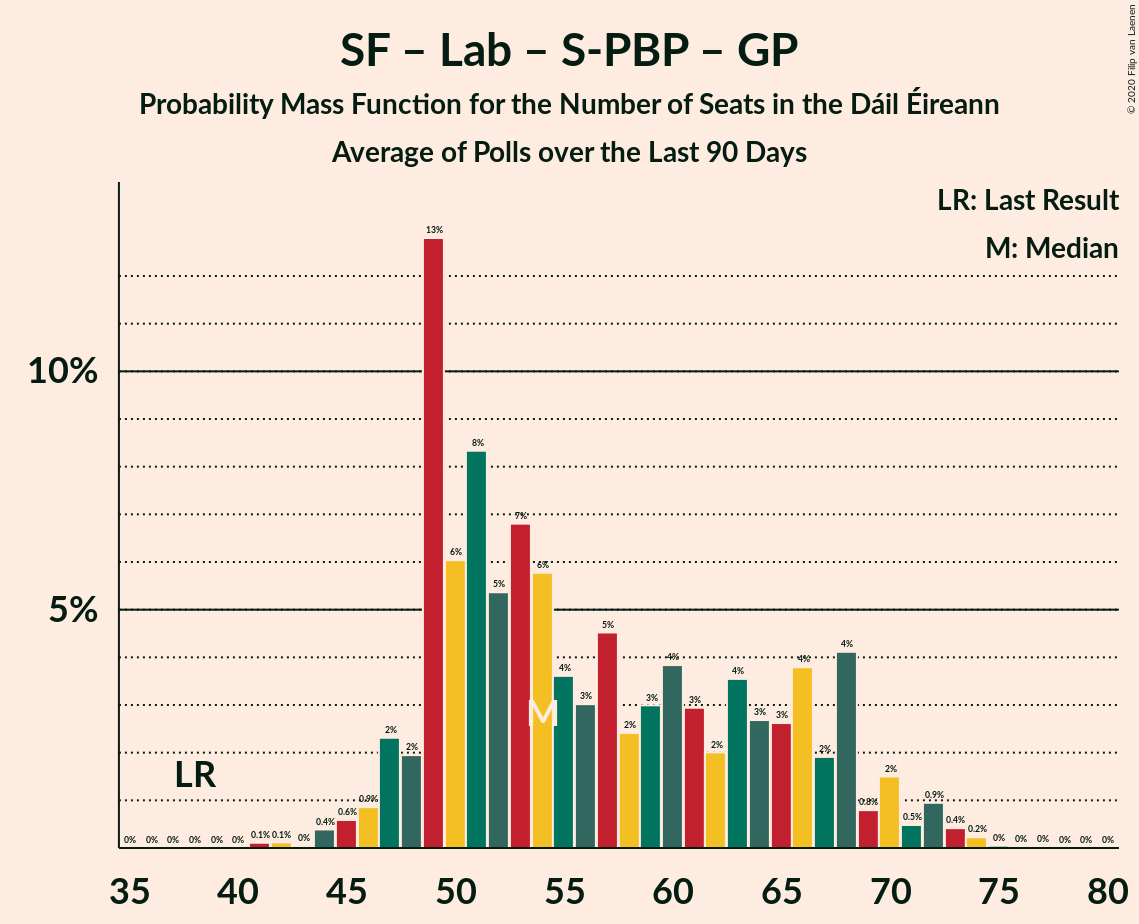 SF – Lab – S-PBP – GP
Probability Mass Function for the Number of Seats in the Dáil Éireann
Average of Polls over the Last 90 Days
© 2020 Filip van Laenen
LR: Last Result
M: Median
10%
5%
LR
M
0% 0% 0% 0% 0% 0% 0.1% 0.1% 0% 0.4% 0.6% 0.9% 2% 2% 13% 6% 8% 5% 7% 6% 4% 3% 5% 2% 3% 4% 3% 2% 4% 3% 3% 4% 2% 4% 0.8% 2% 0.5% 0.9% 0.4% 0.2% 0% 0% 0% 0% 0% 0%
35 40 45 50 55 60 65 70 75 80